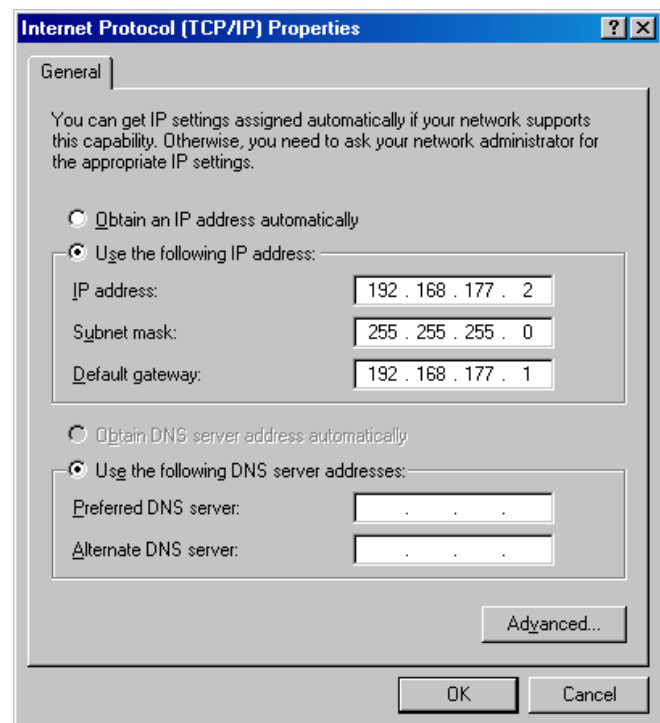 Internet Protocol (TCP/IP) Properties
General
You can get IP settings assigned automatically if your network supports
this capability. Otherwise, you need to ask your network administrator for
the appropriate IP settings.
Obtain an IP address automatically
Use the following IP address:
IP address: 192 . 168 . 177 . 2
Subnet mask: 255 . 255 . 255 . 0
Default gateway: 192 . 168 . 177 . 1
Obtain DNS server address automatically
Use the following DNS server addresses:
Preferred DNS server: . . .
Alternate DNS server: . . .
Advanced...
OK Cancel